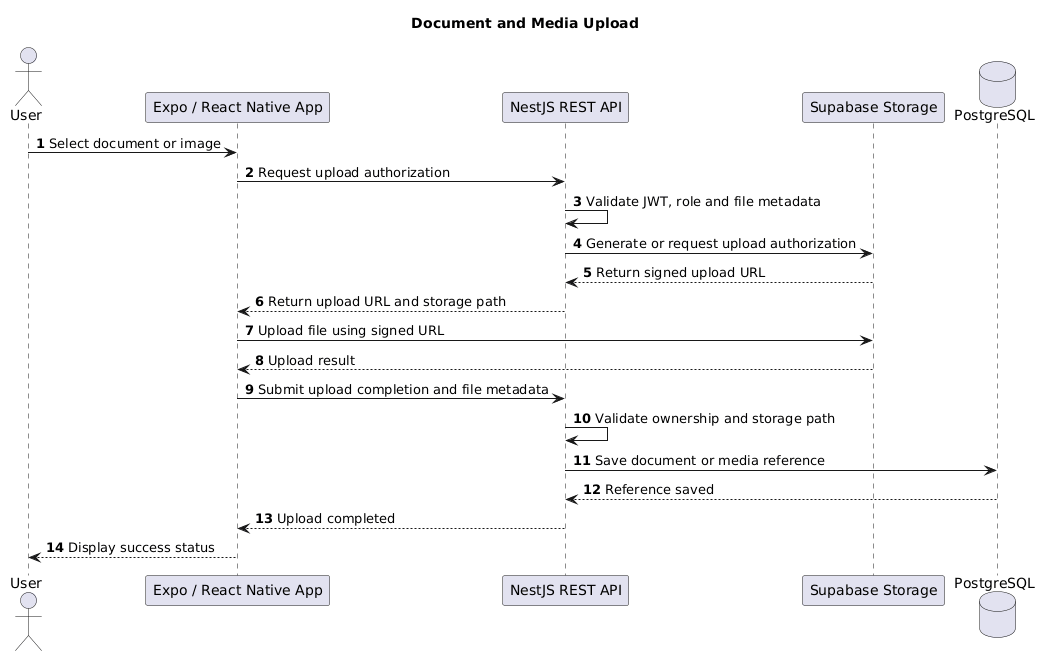 Document and Media Upload
User
Expo / React Native App
NestJS REST API
Supabase Storage
PostgreSQL
1 Select document or image
2 Request upload authorization
3 Validate JWT, role and file metadata
4 Generate or request upload authorization
5 Return signed upload URL
6 Return upload URL and storage path
7 Upload file using signed URL
8 Upload result
9 Submit upload completion and file metadata
10 Validate ownership and storage path
11 Save document or media reference
12 Reference saved
13 Upload completed
14 Display success status
User
Expo / React Native App
NestJS REST API
Supabase Storage
PostgreSQL